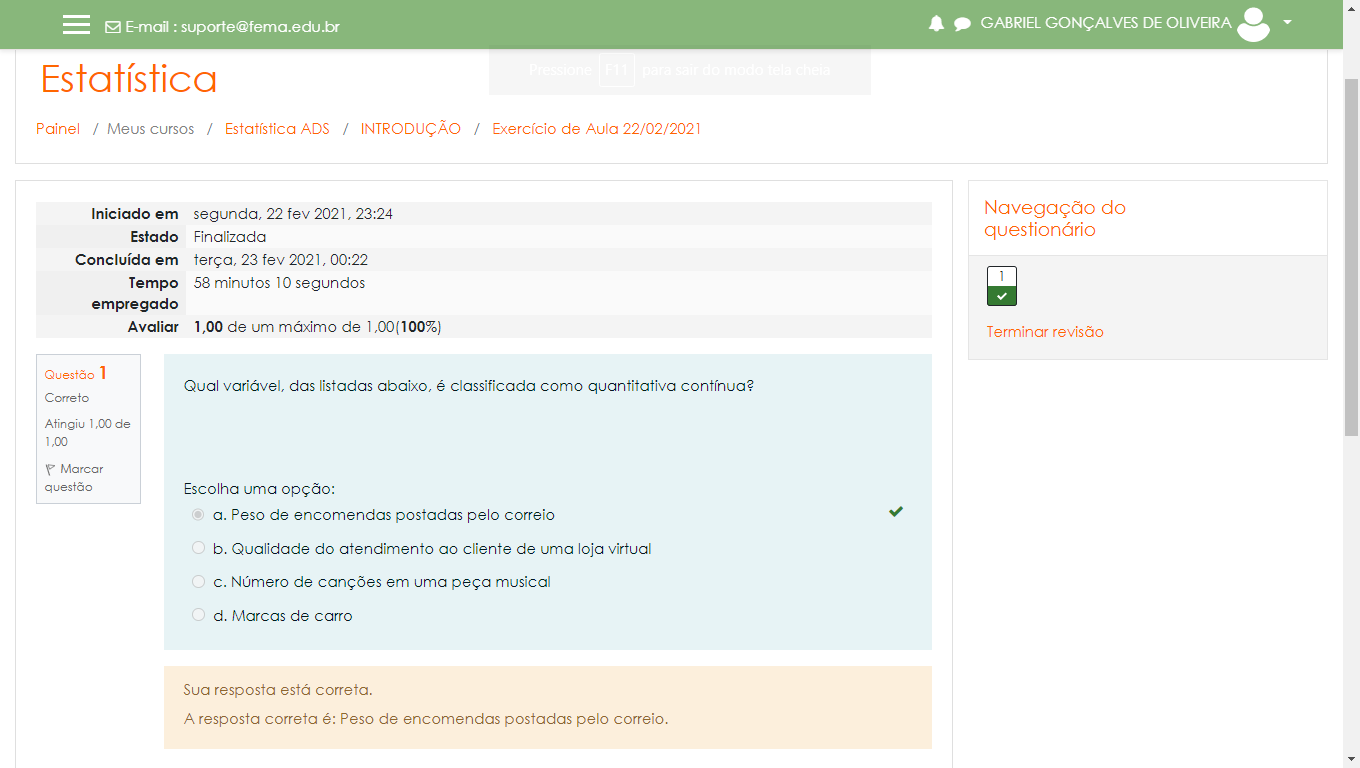 E-mail : suporte@fema.edu.br
GABRIEL GONÇALVES DE OLIVEIRA
Pressione F11 para sair do modo tela cheia
Estatística
Painel / Meus cursos / Estatística ADS / INTRODUÇÃO / Exercício de Aula 22/02/2021
Iniciado em segunda, 22 fev 2021, 23:24
Estado Finalizada
Concluída em terça, 23 fev 2021, 00:22
Tempo empregado 58 minutos 10 segundos
Avaliar 1,00 de um máximo de 1,00(100%)
Questão 1
Correto
Atingiu 1,00 de
1,00
Marcar
questão
Qual variável, das listadas abaixo, é classificada como quantitativa contínua?
Escolha uma opção:
a. Peso de encomendas postadas pelo correio
b. Qualidade do atendimento ao cliente de uma loja virtual
c. Número de canções em uma peça musical
d. Marcas de carro
Sua resposta está correta.
A resposta correta é: Peso de encomendas postadas pelo correio.
Navegação do
questionário
1
Terminar revisão